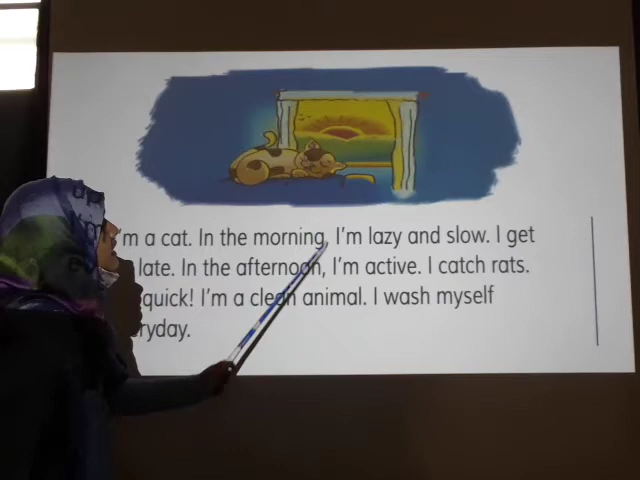 m a cat. In the morning, I'm lazy and slow. I get
late. In the afternoon, I'm active. I catch rats.
quick! I'm a clean animal. I wash myself
ryday.